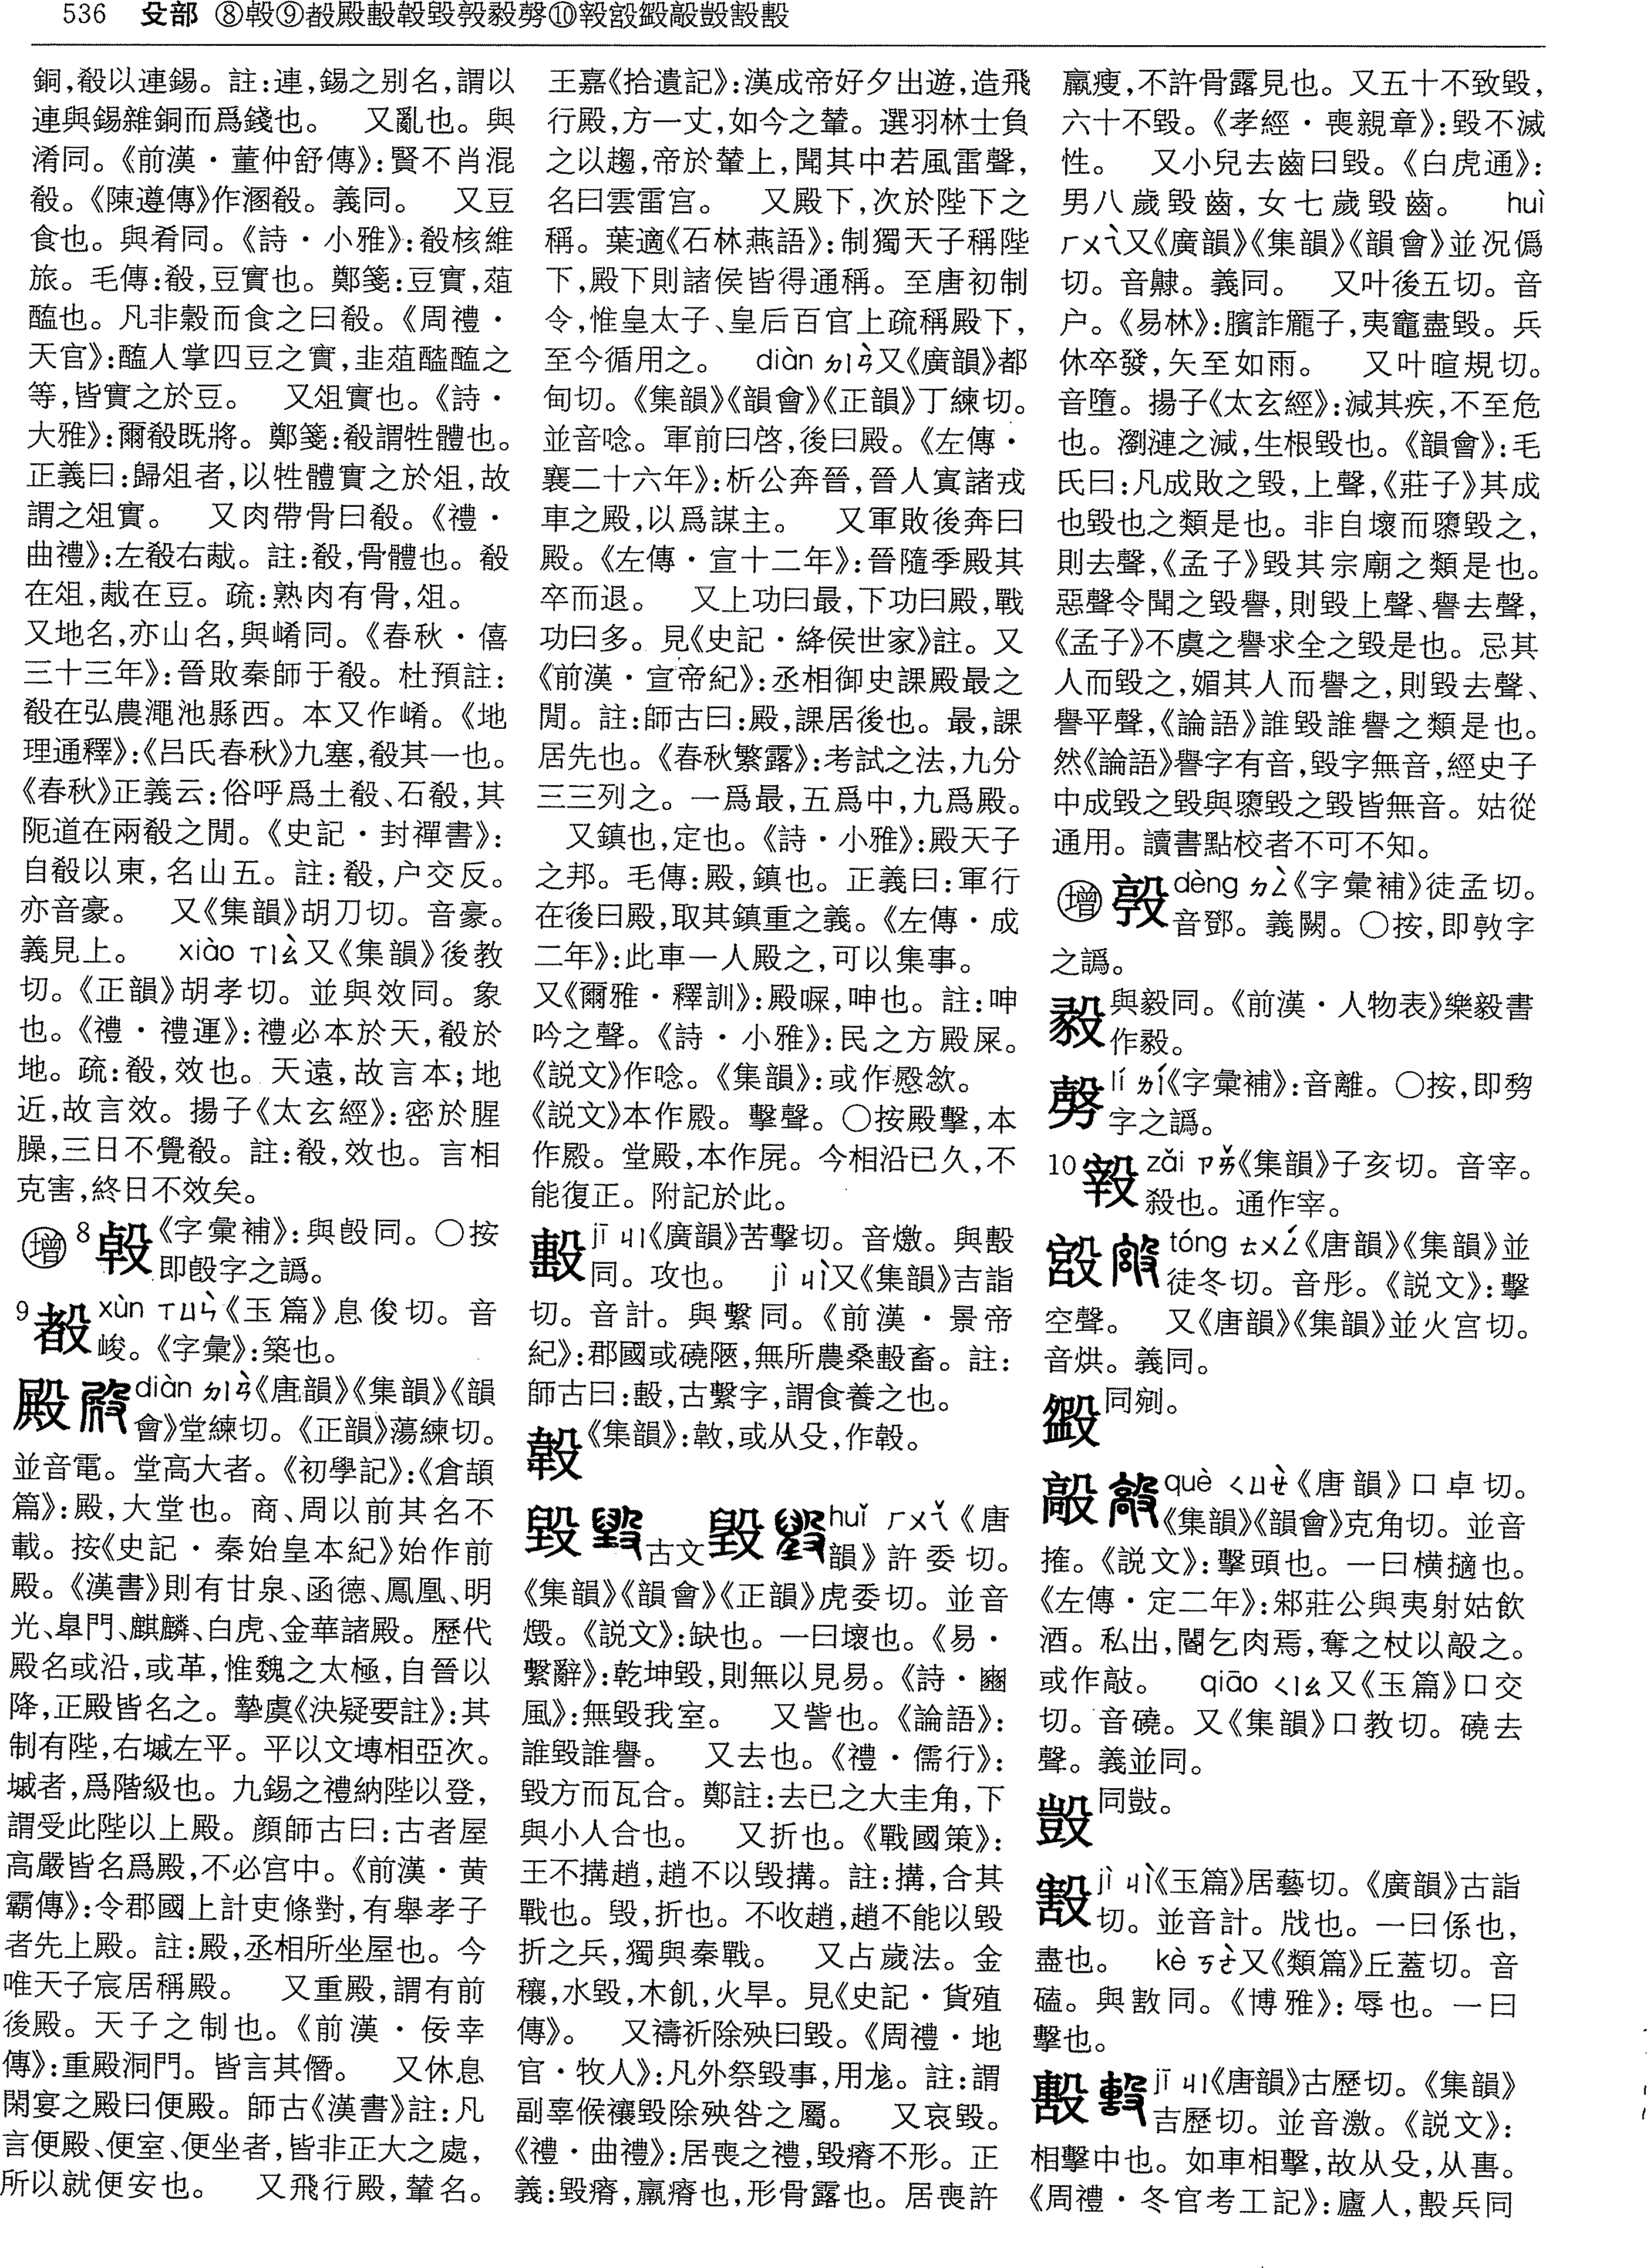 536 殳部 ⑧㲆⑨㲊殿毄㲉毀㪟毅㲌⑩䢃㲈㲋毃㲇毄
銅,殽以連錫。註:連,錫之别名,謂以
連與錫雜銅而爲錢也。 又亂也。與
淆同。《前漢・董仲舒傳》:賢不肖混
殽。《陳遵傳》作溷殽。義同。 又豆
食也。與肴同。《詩・小雅》:殽核維
旅。毛傳:殽,豆實也。鄭箋:豆實,菹
醢也。凡非穀而食之曰殽。《周禮・
天官》:醢人掌四豆之實,韭菹醯醢之
等,皆實之於豆。 又俎實也。《詩・
大雅》:爾殽既將。鄭箋:殽謂牲體也。
正義曰:歸俎者,以牲體實之於俎,故
謂之俎實。 又肉帶骨曰殽。《禮・
曲禮》:左殽右胾。註:殽,骨體也。殽
在俎,胾在豆。疏:熟肉有骨,俎。
又地名,亦山名,與崤同。《春秋・僖
三十三年》:晉敗秦師于殽。杜預註:
殽在弘農澠池縣西。本又作崤。《地
理通釋》:《吕氏春秋》九塞,殽其一也。
《春秋》正義云:俗呼爲土殽、石殽,其
阨道在兩殽之閒。《史記・封禪書》:
自殽以東,名山五。註:殽,户交反。
亦音豪。 又《集韻》胡刀切。音豪。
義見上。 xiào ㄒㄧㄠˋ又《集韻》後教
切。《正韻》胡孝切。並與效同。象
也。《禮・禮運》:禮必本於天,殽於
地。疏:殽,效也。天遠,故言本;地
近,故言效。揚子《太玄經》:密於腥
臊,三日不覺殽。註:殽,效也。言相
克害,終日不效矣。
增 8 《字彙補》:與㱿同。○按
即㱿字之譌。
9 xùn ㄒㄩㄣˋ《玉篇》息俊切。音
峻。《字彙》:築也。
殿 diàn ㄉㄧㄢˋ《唐韻》《集韻》《韻
會》堂練切。《正韻》蕩練切。
並音電。堂高大者。《初學記》:《倉頡
篇》:殿,大堂也。商、周以前其名不
載。按《史記・秦始皇本紀》始作前
殿。《漢書》則有甘泉、函德、鳳凰、明
光、臯門、麒麟、白虎、金華諸殿。歷代
殿名或沿,或革,惟魏之太極,自晉以
降,正殿皆名之。摯虞《決疑要註》:其
制有陛,右墄左平。平以文塼相亞次。
墄者,爲階級也。九錫之禮納陛以登,
謂受此陛以上殿。顔師古曰:古者屋
高嚴皆名爲殿,不必宫中。《前漢・黄
霸傳》:令郡國上計吏條對,有舉孝子
者先上殿。註:殿,丞相所坐屋也。今
唯天子宸居稱殿。 又重殿,謂有前
後殿。天子之制也。《前漢・佞幸
傳》:重殿洞門。皆言其僭。 又休息
閑宴之殿曰便殿。師古《漢書》註:凡
言便殿、便室、便坐者,皆非正大之處,
所以就便安也。 又飛行殿,輦名。
王嘉《拾遺記》:漢成帝好夕出遊,造飛
行殿,方一丈,如今之輦。選羽林士負
之以趨,帝於輦上,聞其中若風雷聲,
名曰雲雷宫。 又殿下,次於陛下之
稱。葉適《石林燕語》:制獨天子稱陛
下,殿下則諸侯皆得通稱。至唐初制
令,惟皇太子、皇后百官上疏稱殿下,
至今循用之。 diàn ㄉㄧㄢˋ又《廣韻》都
甸切。《集韻》《韻會》《正韻》丁練切。
並音唸。軍前曰啓,後曰殿。《左傳・
襄二十六年》:析公奔晉,晉人寘諸戎
車之殿,以爲謀主。 又軍敗後奔曰
殿。《左傳・宣十二年》:晉隨季殿其
卒而退。 又上功曰最,下功曰殿,戰
功曰多。見《史記・絳侯世家》註。又
《前漢・宣帝紀》:丞相御史課殿最之
閒。註:師古曰:殿,課居後也。最,課
居先也。《春秋繁露》:考試之法,九分
三三列之。一爲最,五爲中,九爲殿。
又鎮也,定也。《詩・小雅》:殿天子
之邦。毛傳:殿,鎮也。正義曰:軍行
在後曰殿,取其鎮重之義。《左傳・成
二年》:此車一人殿之,可以集事。
又《爾雅・釋訓》:殿屎,呻也。註:呻
吟之聲。《詩・小雅》:民之方殿屎。
《説文》作唸。《集韻》:或作慇欿。
《説文》本作殿。擊聲。○按殿擊,本
作殿。堂殿,本作屍。今相沿已久,不
能復正。附記於此。
毄 jī ㄐㄧ《廣韻》苦擊切。音燩。與毄
同。攻也。 jì ㄐㄧˋ又《集韻》吉詣
切。音計。與繫同。《前漢・景帝
紀》:郡國或磽陿,無所農桑毄畜。註:
師古曰:毄,古繫字,謂食養之也。
《集韻》:敼,或从殳,作㲉。
毀 古文 毁 huǐ ㄏㄨㄟˇ《唐
韻》許委切。
《集韻》《韻會》《正韻》虎委切。並音
燬。《説文》:缺也。一曰壞也。《易・
繫辭》:乾坤毀,則無以見易。《詩・豳
風》:無毀我室。 又訾也。《論語》:
誰毀誰譽。 又去也。《禮・儒行》:
毀方而瓦合。鄭註:去已之大圭角,下
與小人合也。 又折也。《戰國策》:
王不搆趙,趙不以毀搆。註:搆,合其
戰也。毀,折也。不收趙,趙不能以毀
折之兵,獨與秦戰。 又占歲法。金
穰,水毀,木飢,火旱。見《史記・貨殖
傳》。 又禱祈除殃曰毀。《周禮・地
官・牧人》:凡外祭毀事,用尨。註:謂
副辜候禳毀除殃咎之屬。 又哀毀。
《禮・曲禮》:居喪之禮,毀瘠不形。正
義:毀瘠,羸瘠也,形骨露也。居喪許
羸瘦,不許骨露見也。又五十不致毀,
六十不毀。《孝經・喪親章》:毀不滅
性。 又小兒去齒曰毀。《白虎通》:
男八歲毀齒,女七歲毀齒。 huì
ㄏㄨㄟˋ又《廣韻》《集韻》《韻會》並况僞
切。音䶐。義同。 又叶後五切。音
户。《易林》:臏詐龐子,夷竈盡毀。兵
休卒發,矢至如雨。 又叶暄規切。
音墮。揚子《太玄經》:減其疾,不至危
也。瀏漣之減,生根毀也。《韻會》:毛
氏曰:凡成敗之毀,上聲,《莊子》其成
也毀也之類是也。非自壞而隳毀之,
則去聲,《孟子》毀其宗廟之類是也。
惡聲令聞之毀譽,則毀上聲、譽去聲,
《孟子》不虞之譽求全之毀是也。忌其
人而毀之,媚其人而譽之,則毀去聲、
譽平聲,《論語》誰毀誰譽之類是也。
然《論語》譽字有音,毀字無音,經史子
中成毀之毀與隳毀之毀皆無音。姑從
通用。讀書點校者不可不知。
增 dèng ㄉㄥˋ《字彙補》徒孟切。
音鄧。義闕。○按,即敦字
之譌。
與毅同。《前漢・人物表》樂毅書
作毅。
lí ㄌㄧˊ《字彙補》:音離。○按,即剺
字之譌。
10 zǎi ㄗㄞˇ《集韻》子亥切。音宰。
殺也。通作宰。
tóng ㄊㄨㄥˊ《唐韻》《集韻》並
徒冬切。音彤。《説文》:擊
空聲。 又《唐韻》《集韻》並火宫切。
音烘。義同。
同剜。
毃 què ㄑㄩㄝˋ《唐韻》口卓切。
《集韻》《韻會》克角切。並音
搉。《説文》:擊頭也。一曰横擿也。
《左傳・定二年》:邾莊公與夷射姑飲
酒。私出,閽乞肉焉,奪之杖以毃之。
或作敲。 qiāo ㄑㄧㄠ又《玉篇》口交
切。音磽。又《集韻》口教切。磽去
聲。義並同。
同鼓。
jì ㄐㄧˋ《玉篇》居藝切。《廣韻》古詣
切。並音計。戕也。一曰係也,
盡也。 kè ㄎㄜˋ又《類篇》丘蓋切。音
磕。與敤同。《博雅》:辱也。一曰
擊也。
毄 jī ㄐㄧ《唐韻》古歷切。《集韻》
吉歷切。並音激。《説文》:
相擊中也。如車相擊,故从殳,从軎。
《周禮・冬官考工記》:廬人,毄兵同